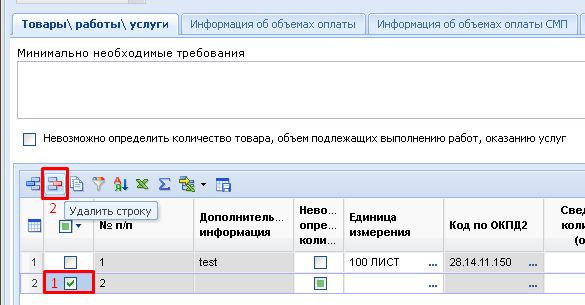 Товары\ работы\ услуги Информация об объемах оплаты Информация об объемах оплаты СМП
Минимально необходимые требования
Невозможно определить количество товара, объем подлежащих выполнению работ, оказанию услуг
2 Удалить строку
№ п/п Дополнитель... информация Нево... опре... коли... Единица измерения Код по ОКПД2 Све... коли... (о
1 1 test 100 ЛИСТ ... 28.14.11.150 ...
2 1 2 ... ...